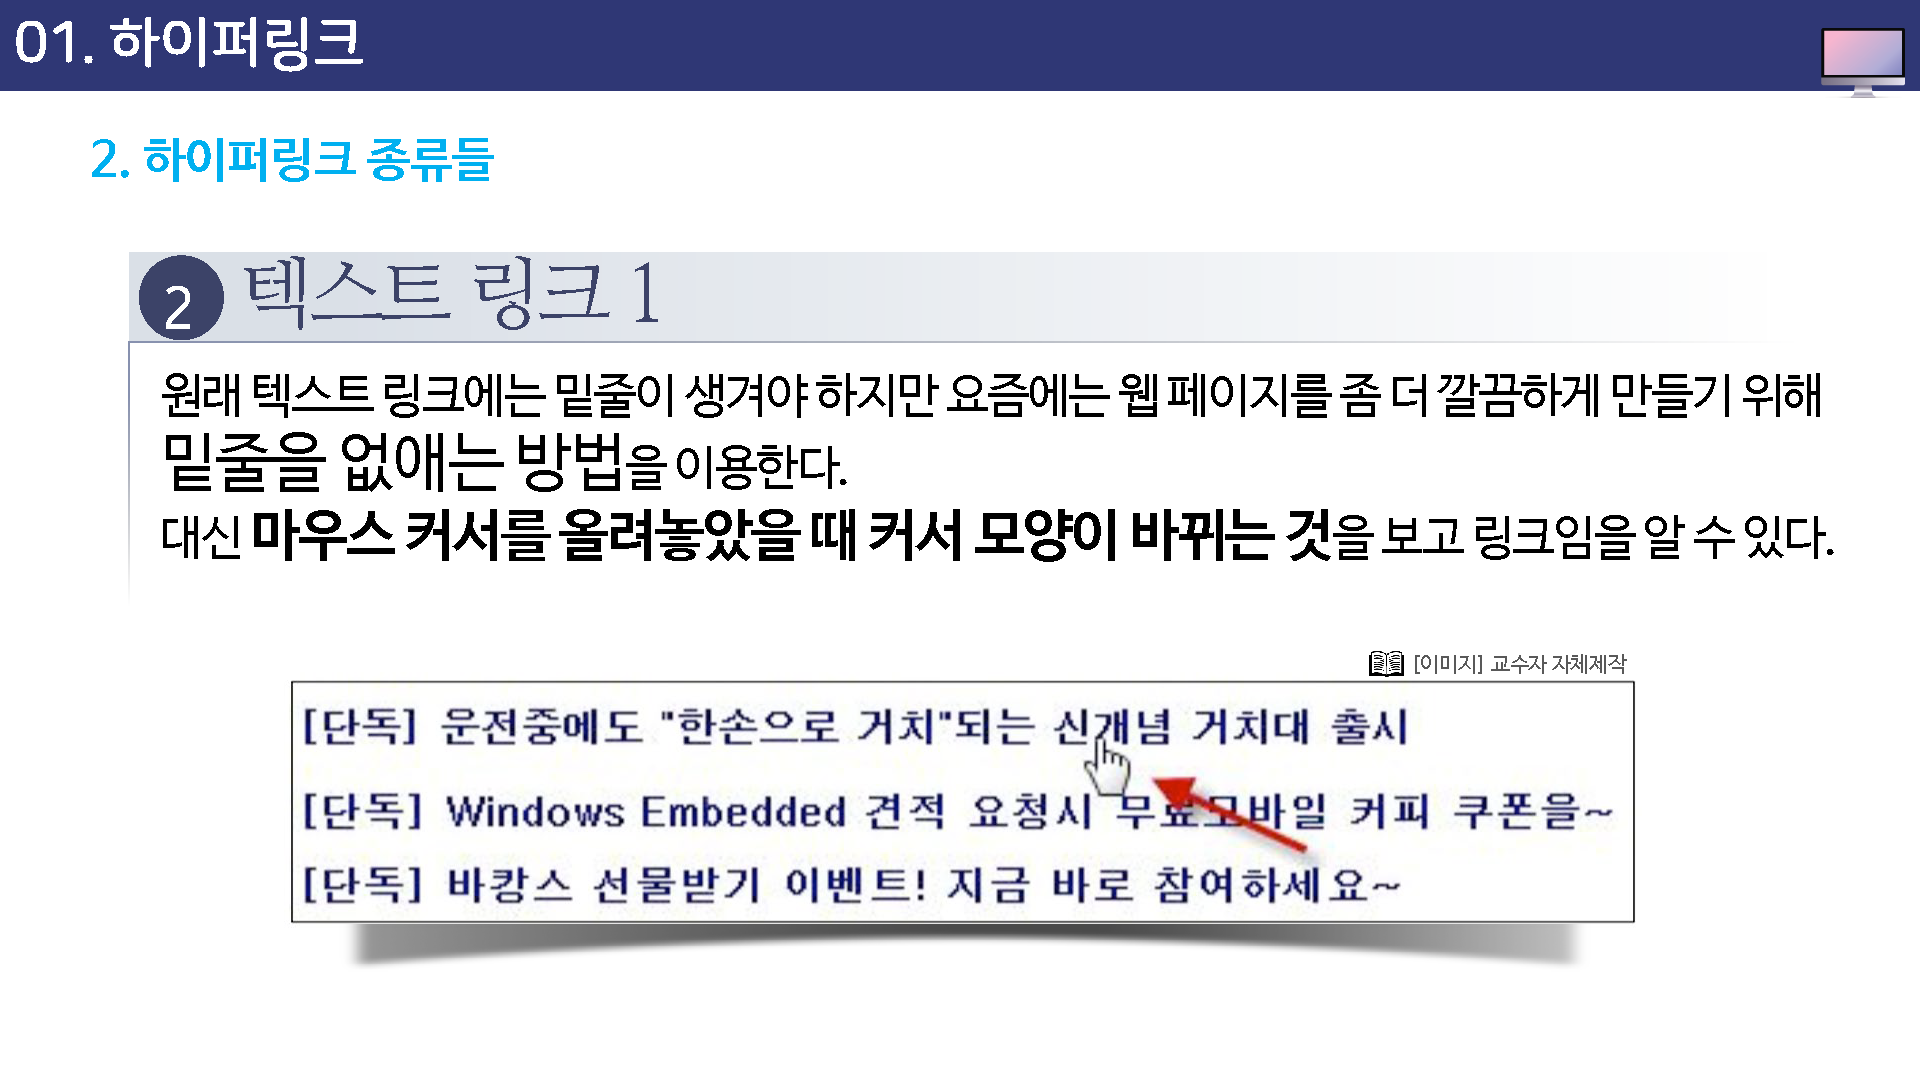 01. 하이퍼링크
2. 하이퍼링크 종류들
2 텍스트 링크 1
원래 텍스트 링크에는 밑줄이 생겨야 하지만 요즘에는 웹 페이지를 좀 더 깔끔하게 만들기 위해
밑줄을 없애는 방법을 이용한다.
대신 마우스 커서를 올려놓았을 때 커서 모양이 바뀌는 것을 보고 링크임을 알 수 있다.
[이미지] 교수자 자체제작
[단독] 운전중에도 "한손으로 거치"되는 신개념 거치대 출시
[단독] Windows Embedded 견적 요청시 무료모바일 커피 쿠폰을~
[단독] 바캉스 선물받기 이벤트! 지금 바로 참여하세요~